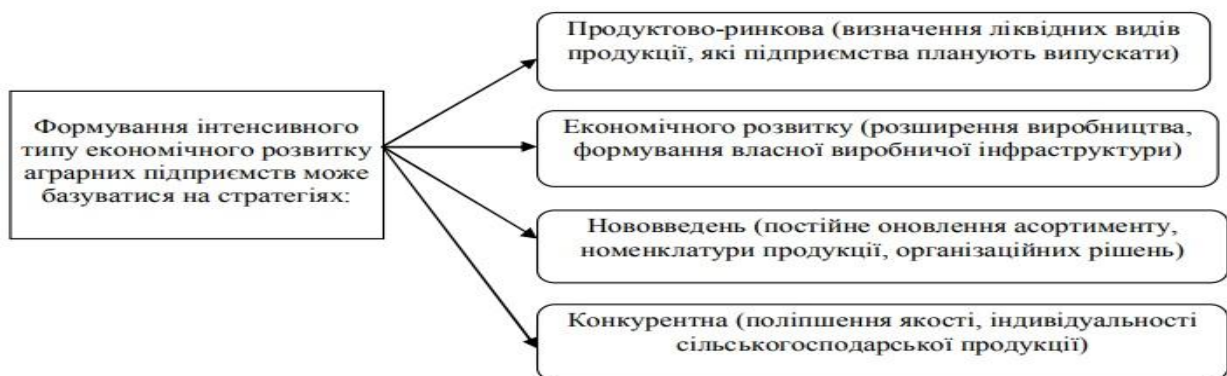 Формування інтенсивного
типу економічного розвитку
аграрних підприємств може
базуватися на стратегіях:
Продуктово-ринкова (визначення ліквідних видів
продукції, які підприємства планують випускати)
Економічного розвитку (розширення виробництва,
формування власної виробничої інфраструктури)
Нововведень (постійне оновлення асортименту,
номенклатури продукції, організаційних рішень)
Конкурентна (поліпшення якості, індивідуальності
сільськогосподарської продукції)